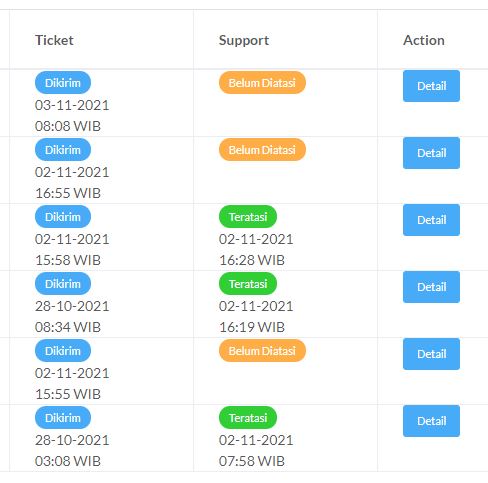 Ticket Support Action
Dikirim Belum Diatasi Detail
03-11-2021
08:08 WIB
Dikirim Belum Diatasi Detail
02-11-2021
16:55 WIB
Dikirim Teratasi Detail
02-11-2021 02-11-2021
15:58 WIB 16:28 WIB
Dikirim Teratasi Detail
28-10-2021 02-11-2021
08:34 WIB 16:19 WIB
Dikirim Belum Diatasi Detail
02-11-2021
15:55 WIB
Dikirim Teratasi Detail
28-10-2021 02-11-2021
03:08 WIB 07:58 WIB